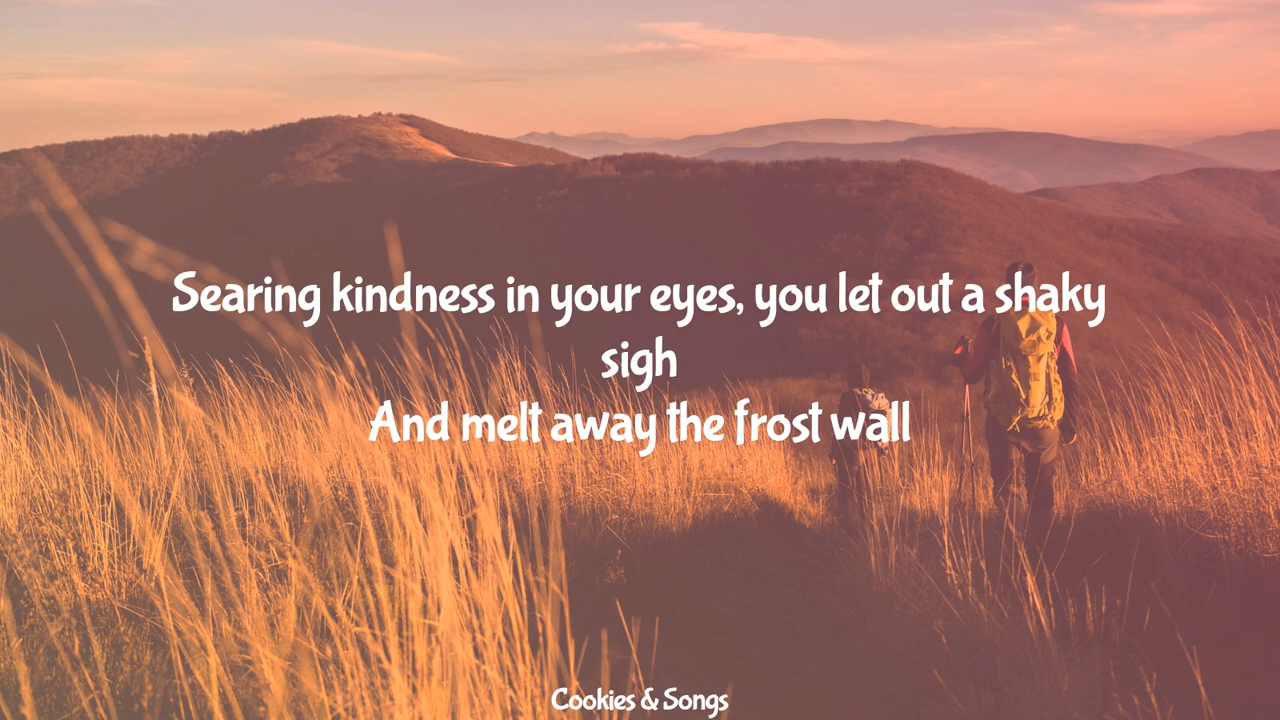 Searing kindness in your eyes, you let out a shaky
sigh
And melt away the frost wall
Cookies & Songs